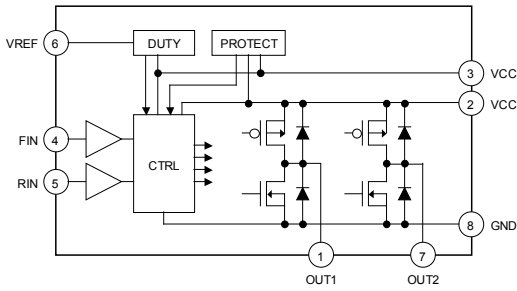 VREF 6 DUTY PROTECT
3 VCC
2 VCC
FIN 4
CTRL
RIN 5
8 GND
1 7
OUT1 OUT2